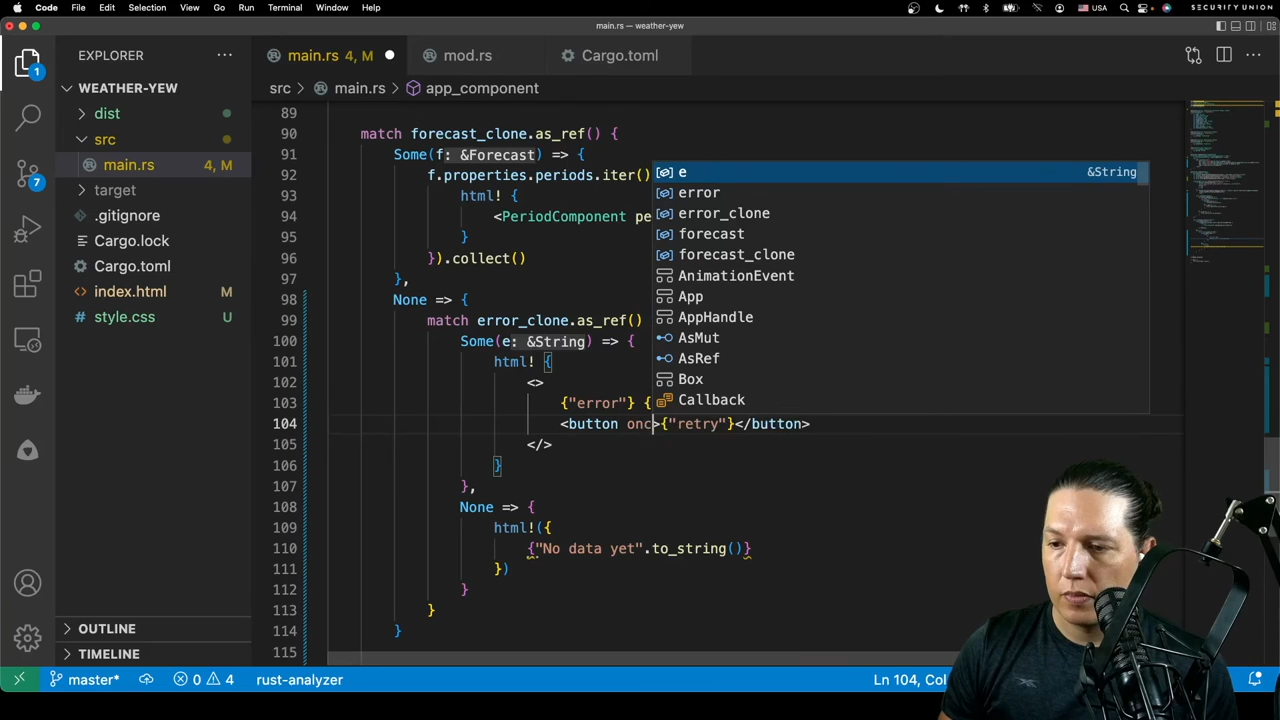 Code File Edit Selection View Go Run Terminal Window Help USA SECURITY UNION
main.rs — weather-yew
EXPLORER
main.rs 4, M
mod.rs
Cargo.toml
WEATHER-YEW
src > main.rs > app_component
dist
src
main.rs 4, M
target
.gitignore
Cargo.lock
Cargo.toml
index.html M
style.css U
OUTLINE
TIMELINE
1
7
89
90 match forecast_clone.as_ref() {
91 Some(f: &Forecast) => {
92 f.properties.periods.iter()
93 html! {
94 <PeriodComponent pe
95 }
96 }).collect()
97 },
98 None => {
99 match error_clone.as_ref()
100 Some(e: &String) => {
101 html! {
102 <>
103 {"error"} {
104 <button onc>{"retry"}</button>
105 </>
106 }
107 },
108 None => {
109 html!({
110 {"No data yet".to_string()}
111 })
112 }
113 }
114 }
115
e &String
error
error_clone
forecast
forecast_clone
AnimationEvent
App
AppHandle
AsMut
AsRef
Box
Callback
master* 0 4 rust-analyzer Ln 104, Col